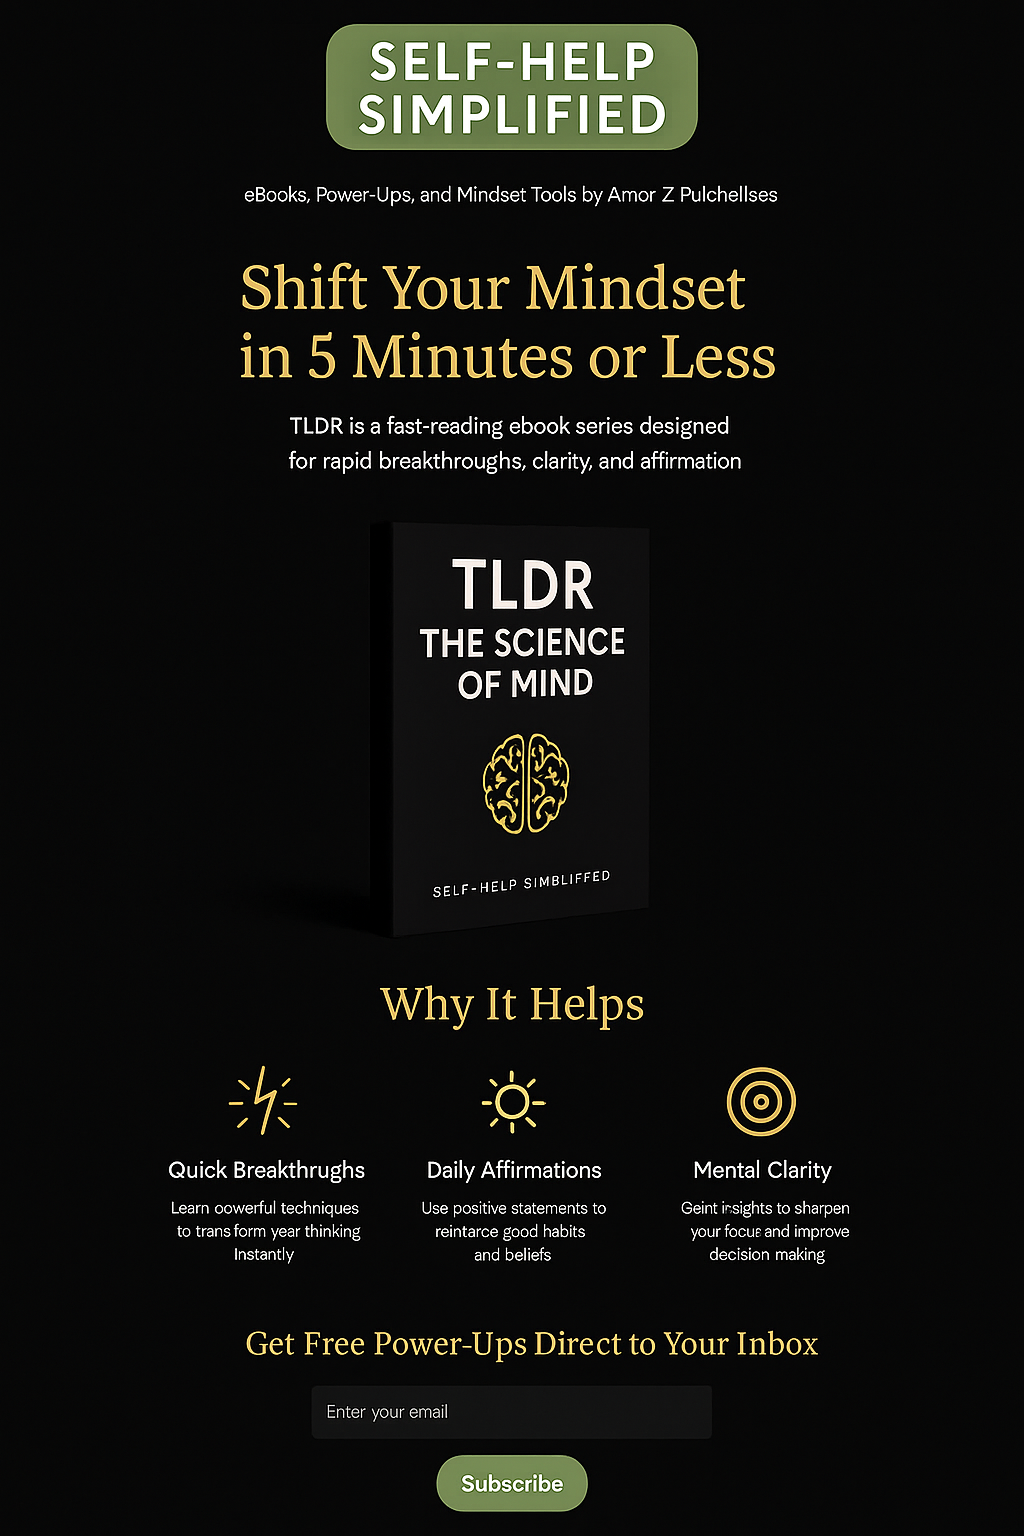 SELF-HELP
SIMPLIFIED
eBooks, Power-Ups, and Mindset Tools by Amor Z Pulchellses
Shift Your Mindset
in 5 Minutes or Less
TLDR is a fast-reading ebook series designed
for rapid breakthroughs, clarity, and affirmation
TLDR
THE SCIENCE
OF MIND
SELF-HELP SIMBLIFFED
Why It Helps
Quick Breakthrughs
Learn oowerful techniques
to trans form year thinking
Instantly
Daily Affirmations
Use positive statements to
reintarce good habits
and beliefs
Mental Clarity
Geint insights to sharpen
your focus and improve
decision making
Get Free Power-Ups Direct to Your Inbox
Enter your email
Subscribe